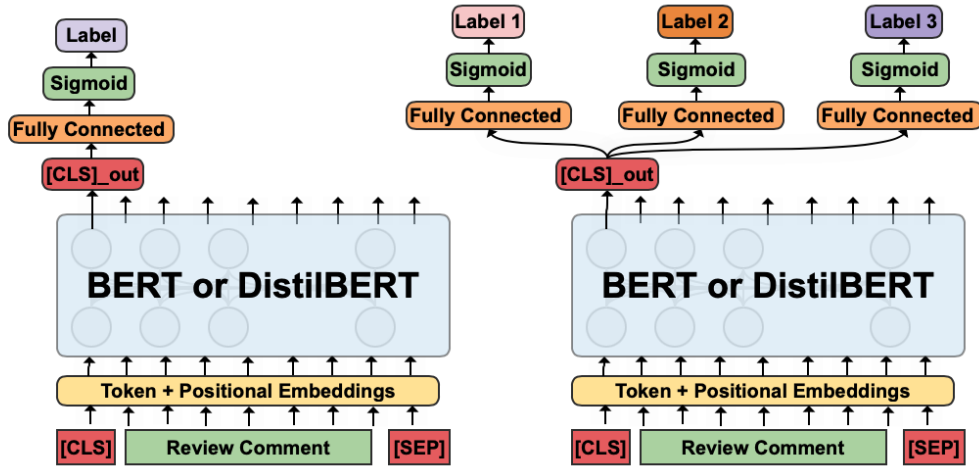 Label
Sigmoid
Fully Connected
[CLS]_out
BERT or DistilBERT
Token + Positional Embeddings
[CLS]
Review Comment
[SEP]
Label 1
Label 2
Label 3
Sigmoid
Sigmoid
Sigmoid
Fully Connected
Fully Connected
Fully Connected
[CLS]_out
BERT or DistilBERT
Token + Positional Embeddings
[CLS]
Review Comment
[SEP]